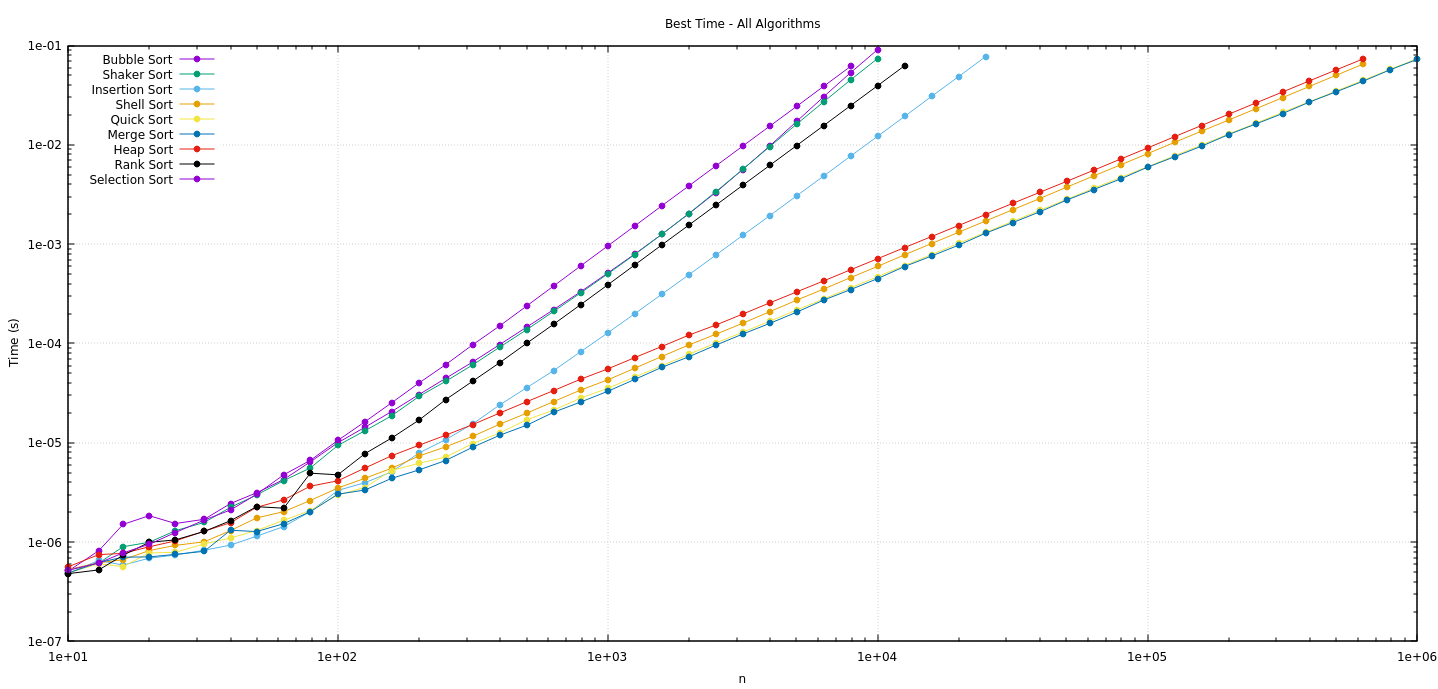 Best Time - All Algorithms
1e-01
1e-02
1e-03
1e-04
1e-05
1e-06
1e-07
Time (s)
Bubble Sort
Shaker Sort
Insertion Sort
Shell Sort
Quick Sort
Merge Sort
Heap Sort
Rank Sort
Selection Sort
1e+01 1e+02 1e+03 1e+04 1e+05 1e+06
n